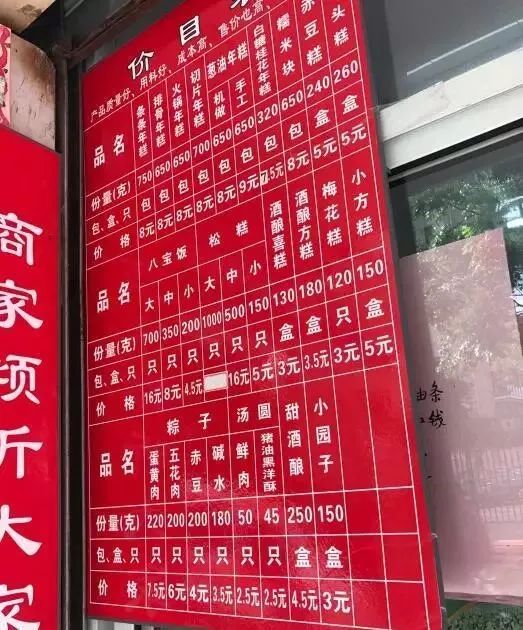 价目
产品质量好、用料好、成本高、售价也高、
品名 条条年糕 排骨年糕 火锅年糕 切片年糕 葱油年糕 机做 手工 白糖桂花年糕 糯米块 赤豆糕 头糕
份量(克) 750 650 650 700 650 650 320 650 240 260
包、盒、只 包 包 包 包 包 包 包 包 盒 盒
价格 8元 8元 8元 8元 8元 9元 7.5元 8元 5元 5元
品名 八宝饭 大 中 小 松糕 大 中 小 酒酿喜糕 酒酿方糕 梅花糕 小方糕
份量(克) 700 350 200 1000 500 150 130 180 120 150
包、盒、只 只 只 只 只 只 只 盒 盒 只 盒
价格 16元 8元 4.5元 16元 5元 3元 3.5元 3元 5元
品名 粽子 蛋黄肉 五花肉 赤豆 碱水 汤圆 鲜肉 猪油黑洋酥 甜酒酿 小园子
份量(克) 220 200 200 180 50 45 250 150
包、盒、只 只 只 只 只 只 只 盒 盒
价格 7.5元 6元 4元 3.5元 2.5元 2.5元 4.5元 3元
商家 斤大家
条
钱